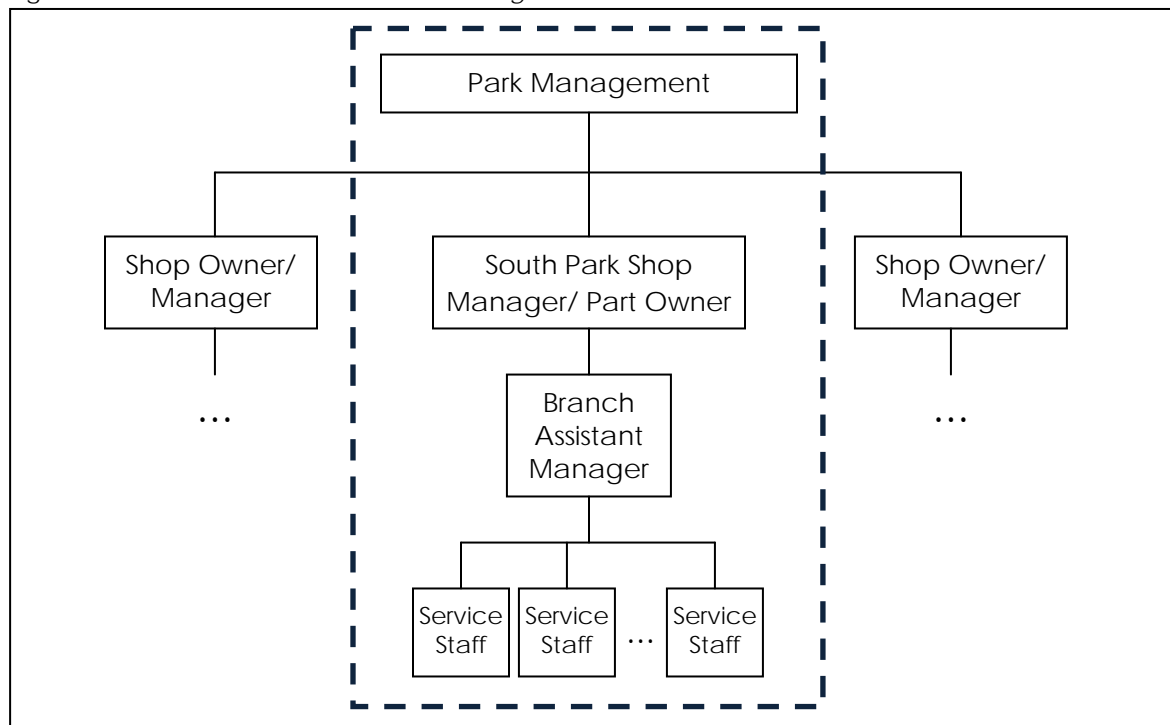 Park Management
Shop Owner/
Manager
South Park Shop
Manager/ Part Owner
Shop Owner/
Manager
...
Branch
Assistant
Manager
...
Service
Staff
Service
Staff
...
Service
Staff